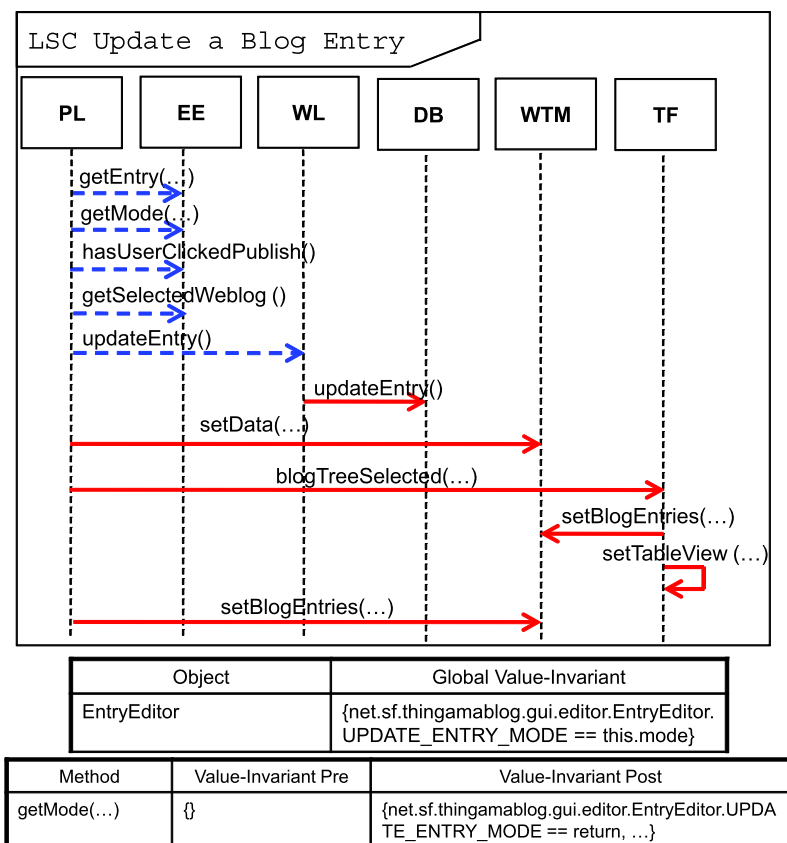 LSC Update a Blog Entry
PL EE WL DB WTM TF
getEntry(…)
getMode(…)
hasUserClickedPublish()
getSelectedWeblog ()
updateEntry()
updateEntry()
setData(…)
blogTreeSelected(…)
setBlogEntries(…)
setTableView (…)
setBlogEntries(…)
Object Global Value-Invariant
EntryEditor {net.sf.thingamablog.gui.editor.EntryEditor.
UPDATE_ENTRY_MODE == this.mode}
Method Value-Invariant Pre Value-Invariant Post
getMode(…) {} {net.sf.thingamablog.gui.editor.EntryEditor.UPDA
TE_ENTRY_MODE == return, …}